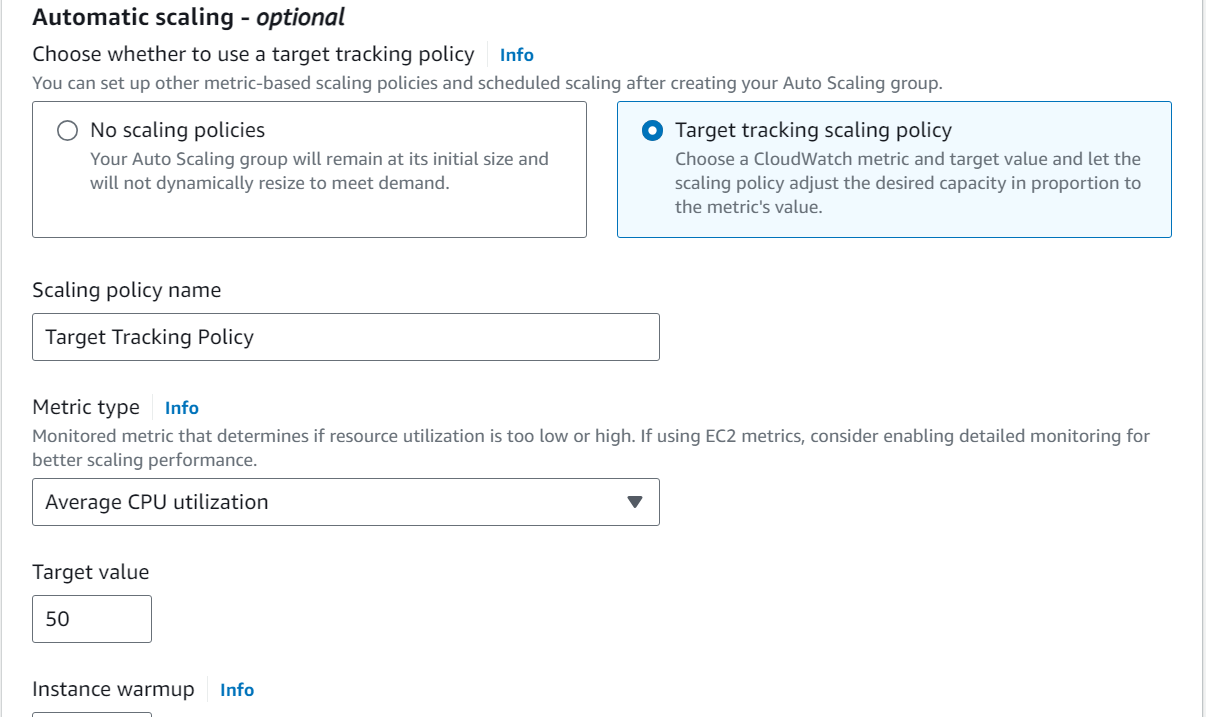 Automatic scaling - optional
Choose whether to use a target tracking policy Info
You can set up other metric-based scaling policies and scheduled scaling after creating your Auto Scaling group.
No scaling policies
Your Auto Scaling group will remain at its initial size and
will not dynamically resize to meet demand.
Target tracking scaling policy
Choose a CloudWatch metric and target value and let the
scaling policy adjust the desired capacity in proportion to
the metric's value.
Scaling policy name
Target Tracking Policy
Metric type Info
Monitored metric that determines if resource utilization is too low or high. If using EC2 metrics, consider enabling detailed monitoring for
better scaling performance.
Average CPU utilization
Target value
50
Instance warmup Info